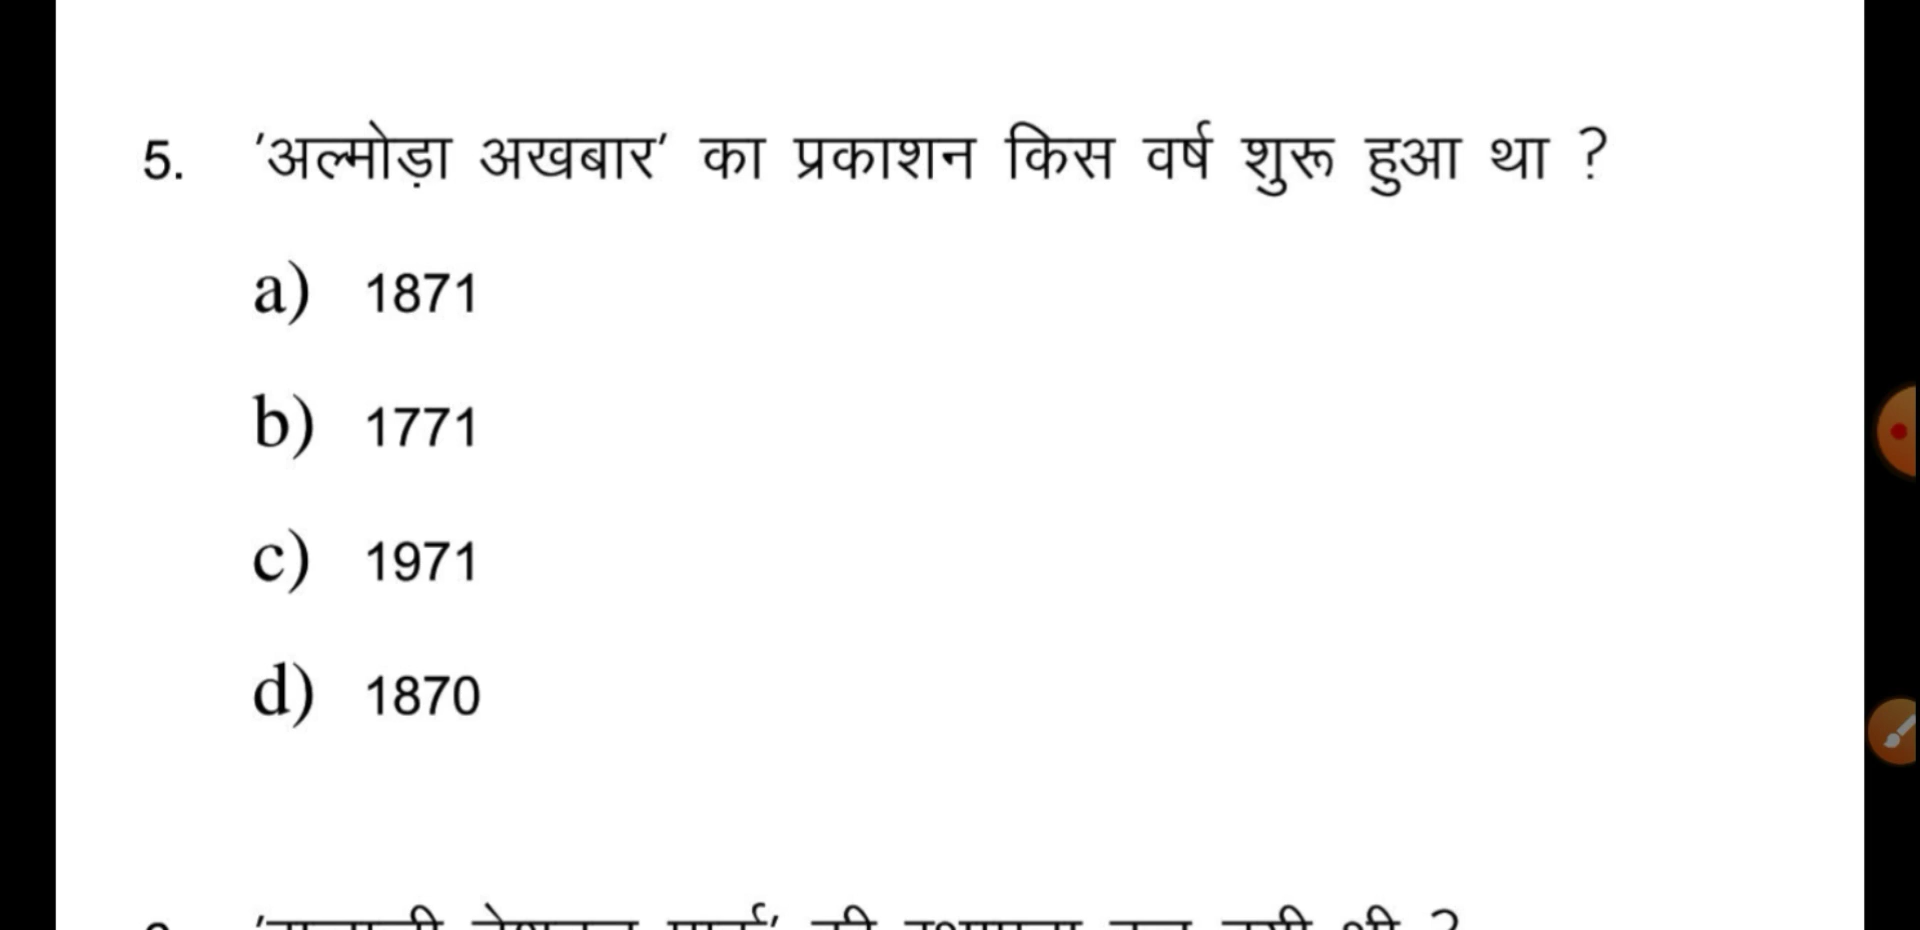 5. 'अल्मोड़ा अखबार' का प्रकाशन किस वर्ष शुरू हुआ था ?
a) 1871
b) 1771
c) 1971
d) 1870